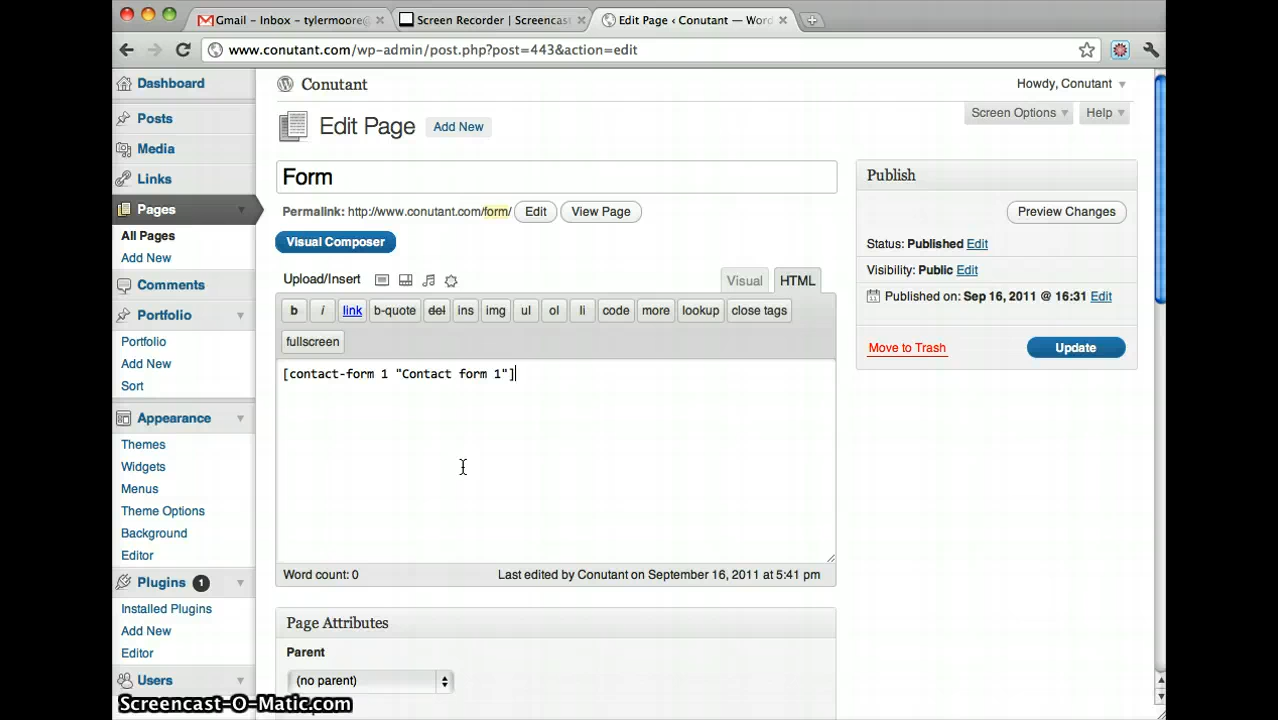 Gmail - Inbox - tylermoore@
Screen Recorder | Screencast
Edit Page ‹ Conutant — Word
www.conutant.com/wp-admin/post.php?post=443&action=edit
Dashboard
Posts
Media
Links
Pages
All Pages
Add New
Comments
Portfolio
Portfolio
Add New
Sort
Appearance
Themes
Widgets
Menus
Theme Options
Background
Editor
Plugins 1
Installed Plugins
Add New
Editor
Users
Conutant
Howdy, Conutant
Screen Options
Help
Edit Page Add New
Form
Permalink: http://www.conutant.com/form/ Edit View Page
Visual Composer
Upload/Insert
Visual HTML
b i link b-quote del ins img ul ol li code more lookup close tags
fullscreen
[contact-form 1 "Contact form 1"]
Word count: 0
Last edited by Conutant on September 16, 2011 at 5:41 pm
Page Attributes
Parent
(no parent)
Publish
Preview Changes
Status: Published Edit
Visibility: Public Edit
Published on: Sep 16, 2011 @ 16:31 Edit
Move to Trash
Update
Screencast-O-Matic.com